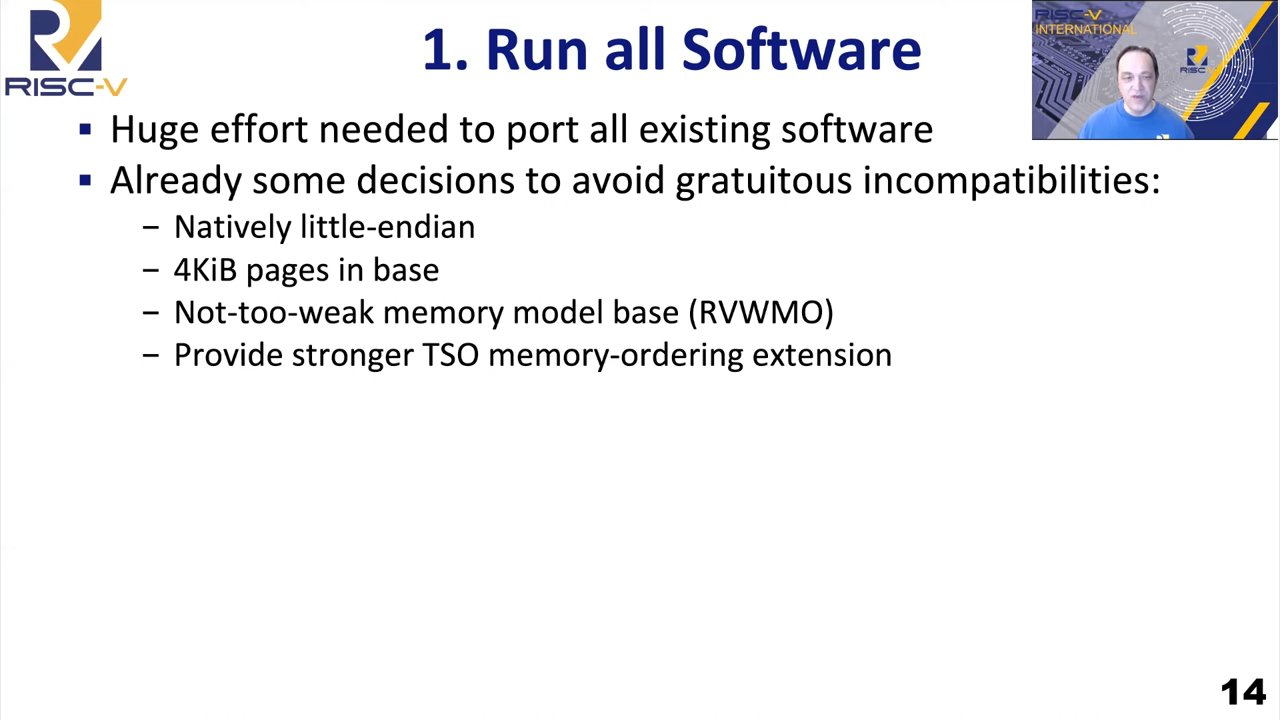 RISC-V
1. Run all Software
RISC-V
INTERNATIONAL
RISC-V
▪ Huge effort needed to port all existing software
▪ Already some decisions to avoid gratuitous incompatibilities:
– Natively little-endian
– 4KiB pages in base
– Not-too-weak memory model base (RVWMO)
– Provide stronger TSO memory-ordering extension
14